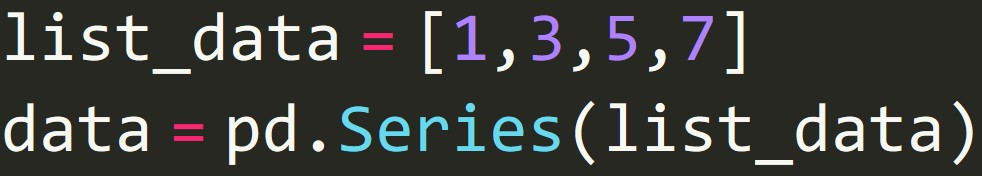 list_data = [1,3,5,7]
data = pd.Series(list_data)